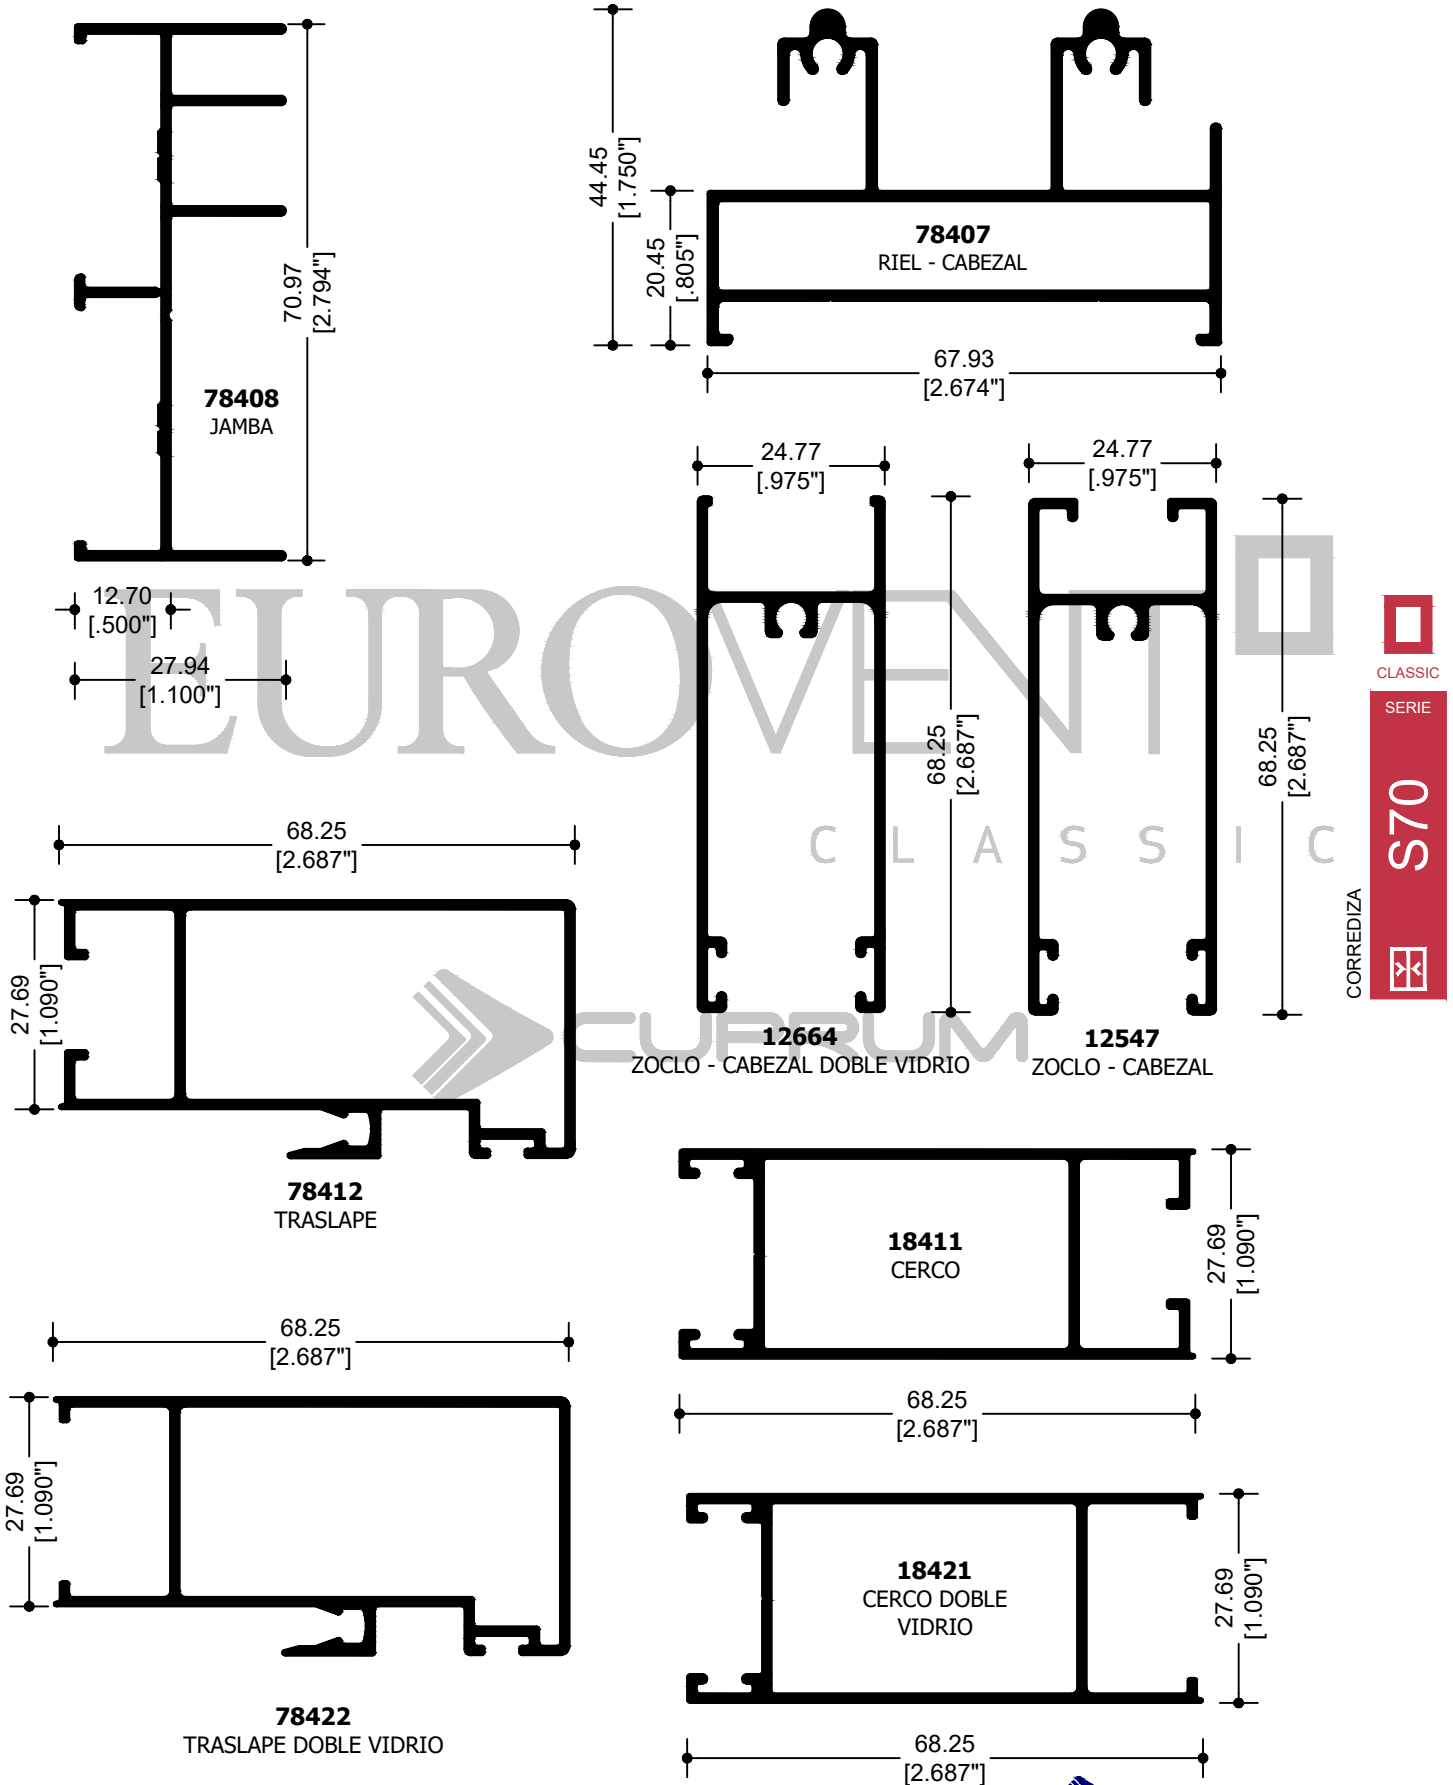 44.45
[1.750"]
20.45
[.805"]
78407
RIEL - CABEZAL
67.93
[2.674"]
70.97
[2.794"]
78408
JAMBA
12.70
[.500"]
27.94
[1.100"]
24.77
[.975"]
24.77
[.975"]
68.25
[2.687"]
68.25
[2.687"]
EUROVENT
CLASSIC
CLASSIC
SERIE
S70
CORREDIZA
CUPRUM
12664
ZOCLO - CABEZAL DOBLE VIDRIO
12547
ZOCLO - CABEZAL
68.25
[2.687"]
27.69
[1.090"]
78412
TRASLAPE
18411
CERCO
27.69
[1.090"]
68.25
[2.687"]
68.25
[2.687"]
27.69
[1.090"]
78422
TRASLAPE DOBLE VIDRIO
18421
CERCO DOBLE
VIDRIO
27.69
[1.090"]
68.25
[2.687"]